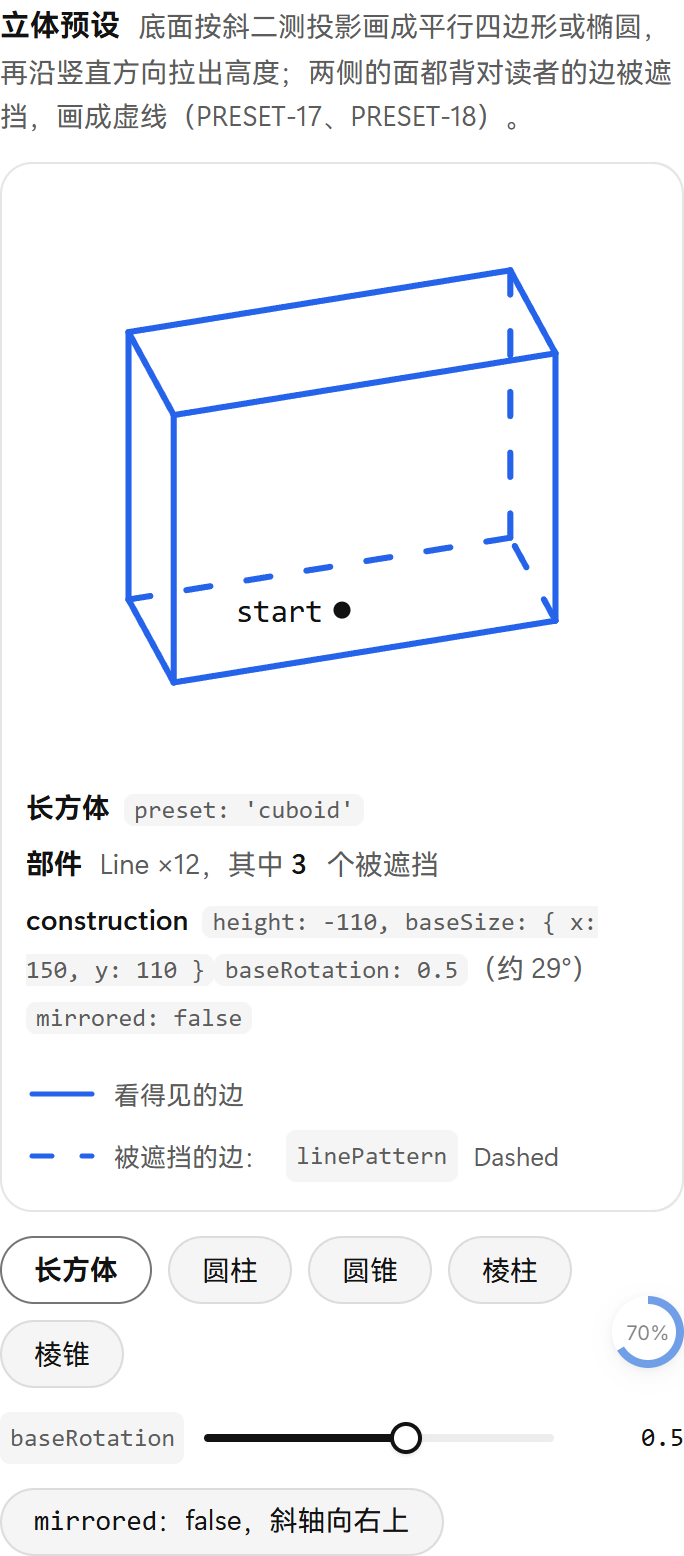 立体预设 底面按斜二测投影画成平行四边形或椭圆，
再沿竖直方向拉出高度；两侧的面都背对读者的边被遮
挡，画成虚线（PRESET-17、PRESET-18）。
start
长方体 preset: 'cuboid'
部件 Line ×12，其中 3 个被遮挡
construction height: -110, baseSize: { x:
150, y: 110 } baseRotation: 0.5 （约 29°）
mirrored: false
看得见的边
被遮挡的边： linePattern Dashed
长方体 圆柱 圆锥 棱柱
70%
棱锥
baseRotation 0.5
mirrored：false，斜轴向右上